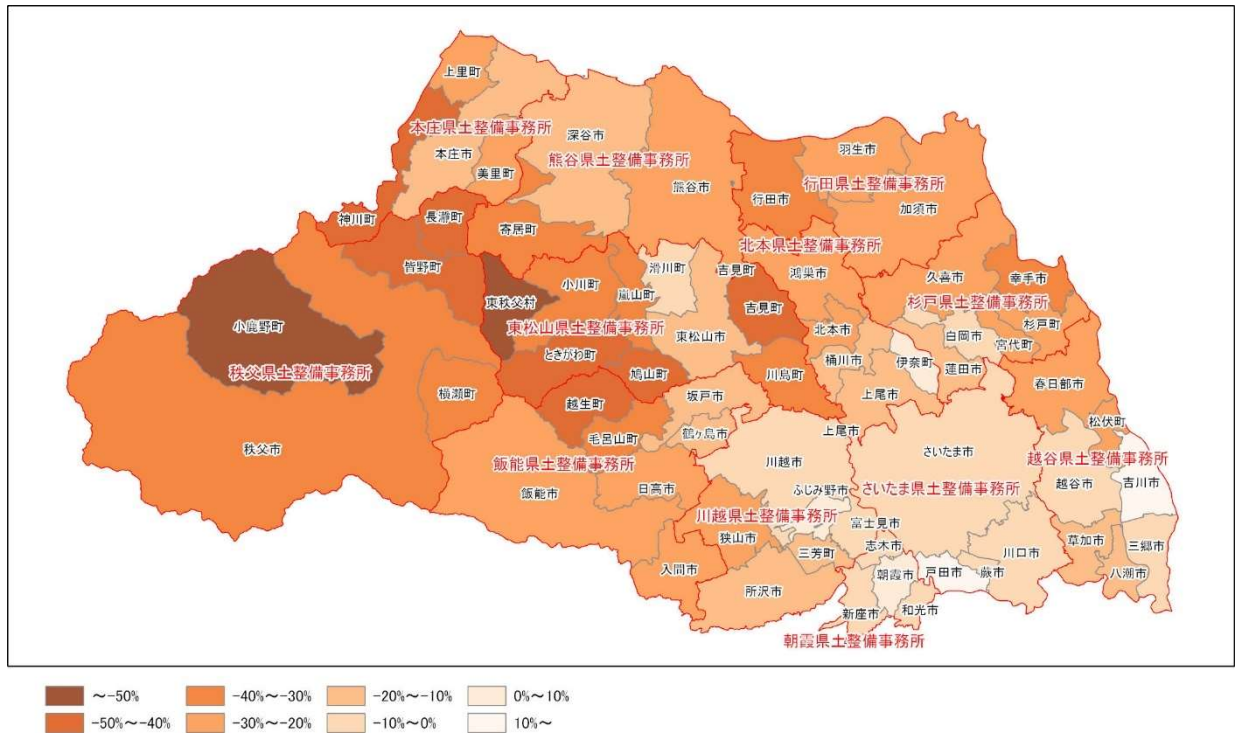 上里町
本庄県土整備事務所
深谷市
本庄市
熊谷県土整備事務所
羽生市
美里町
熊谷市
行田市
行田県土整備事務所
加須市
神川町
長瀞町
寄居町
北本県土整備事務所
皆野町
滑川町
吉見町
鴻巣市
久喜市
幸手市
小川町
嵐山町
杉戸県土整備事務所
東秩父村
吉見町
小鹿野町
東松山県土整備事務所
東松山市
北本市
白岡市
杉戸町
宮代町
ときがわ町
桶川市
伊奈町
蓮田市
秩父県土整備事務所
鳩山町
川島町
春日部市
横瀬町
越生町
坂戸市
上尾市
松伏町
毛呂山町
鶴ヶ島市
上尾市
秩父市
飯能県土整備事務所
川越市
さいたま市
越谷県土整備事務所
飯能市
日高市
ふじみ野市
さいたま県土整備事務所
越谷市
吉川市
川越県土整備事務所
富士見市
狭山市
志木市
草加市
三郷市
三芳町
川口市
入間市
朝霞市
戸田市
蕨市
八潮市
所沢市
新座市
和光市
朝霞県土整備事務所
～-50%
-40%～-30%
-20%～-10%
0%～10%
-50%～-40%
-30%～-20%
-10%～0%
10%～